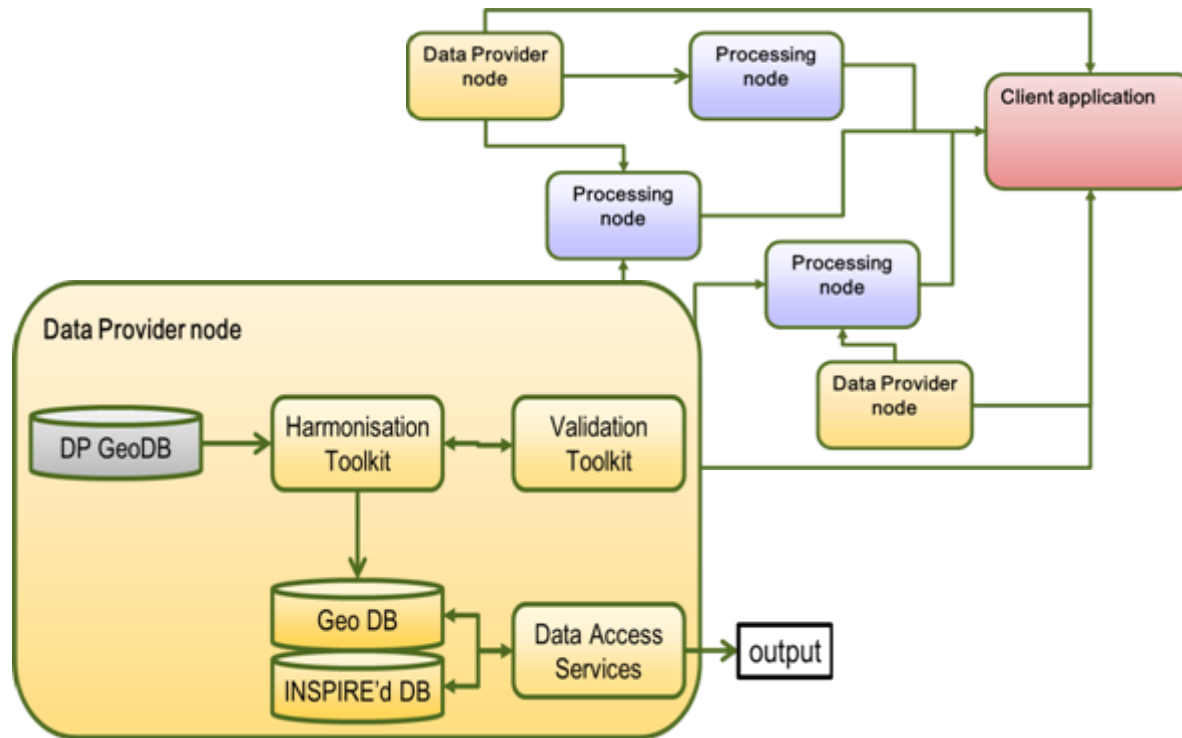 Data Provider
node
Processing
node
Client application
Processing
node
Processing
node
Data Provider node
Data Provider
node
DP GeoDB
Harmonisation
Toolkit
Validation
Toolkit
Geo DB
Data Access
Services
output
INSPIRE'd DB